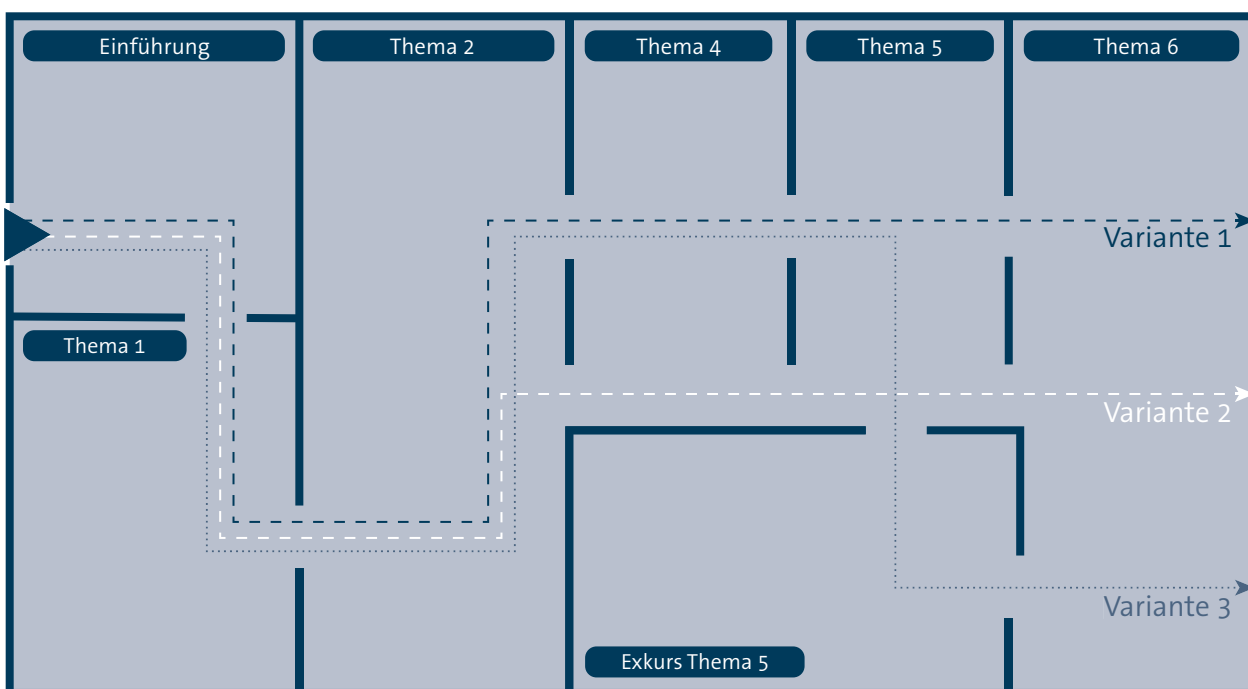 Einführung
Thema 2
Thema 4
Thema 5
Thema 6
Variante 1
Thema 1
Variante 2
Variante 3
Exkurs Thema 5